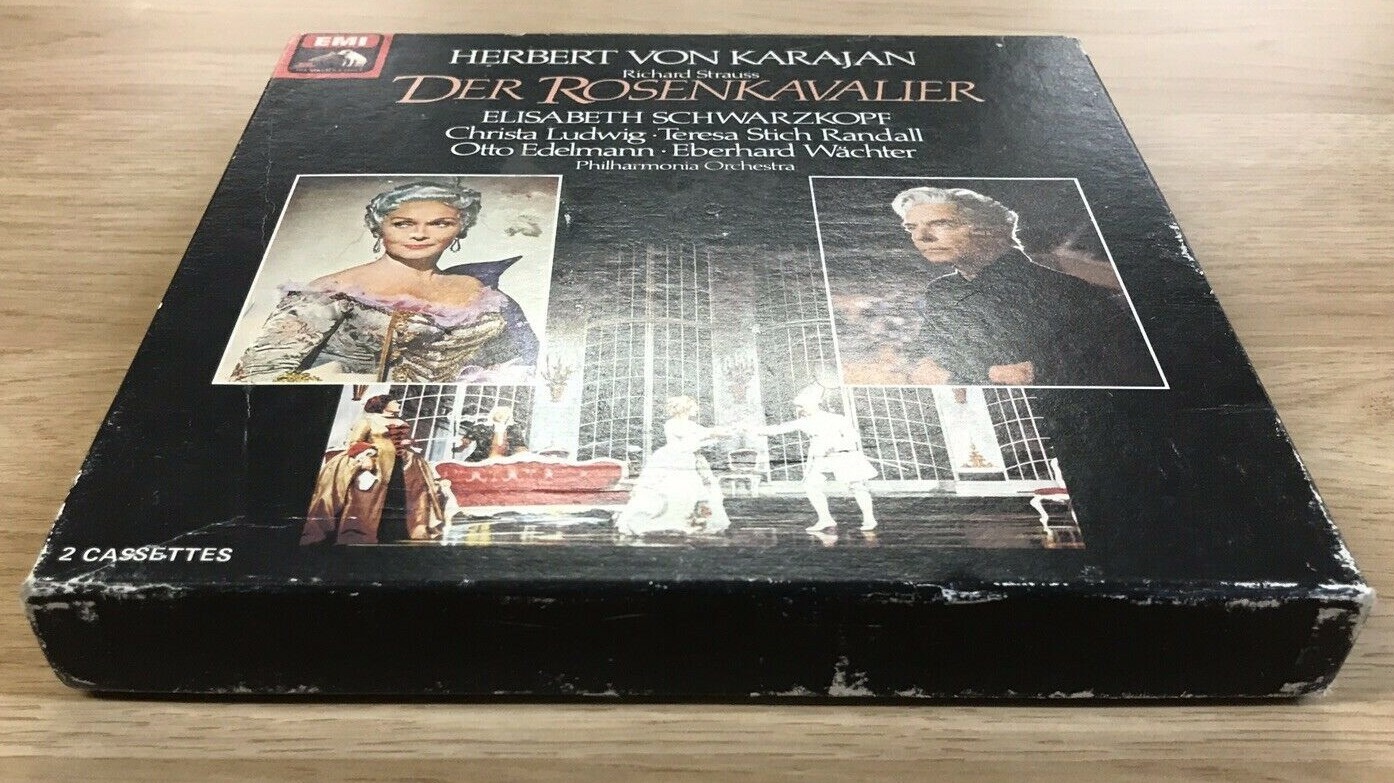 EMI
HERBERT VON KARAJAN
Richard Strauss
DER ROSENKAVALIER
ELISABETH SCHWARZKOPF
Christa Ludwig · Teresa Stich Randall
Otto Edelmann · Eberhard Wächter
Philharmonia Orchestra
2 CASSETTES